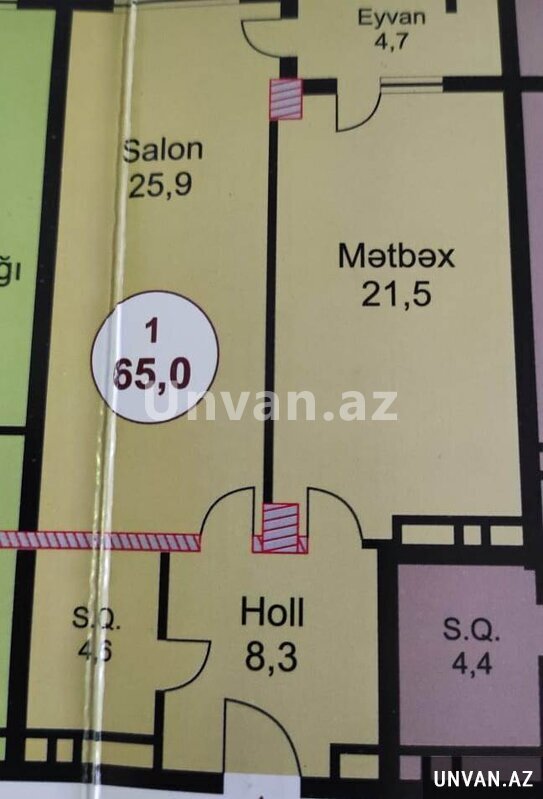 Eyvan
4,7
Salon
25,9
ğı
Mətbəx
21,5
1
65,0
Unvan.az
S.Q.
4,6
Holl
8,3
S.Q.
4,4
UNVAN.AZ